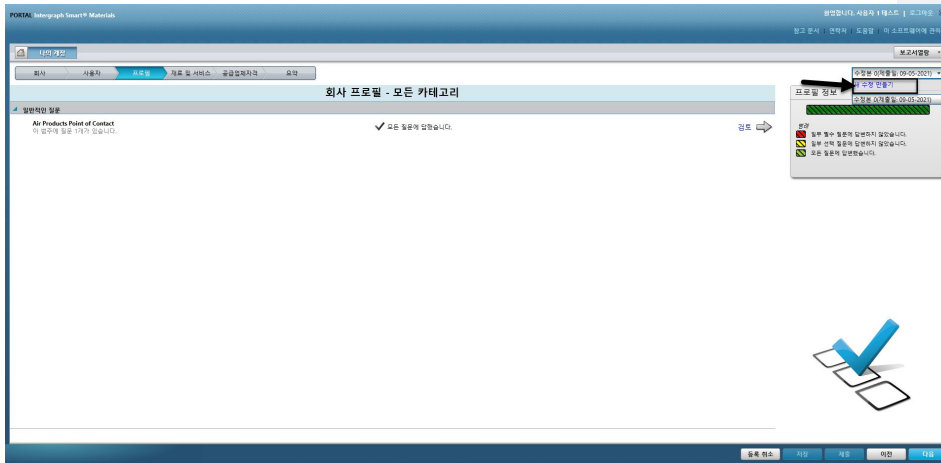 PORTAL Intergraph Smart® Materials
환영합니다, 사용자 1 테스트 | 로그아웃
참고 문서 | 연락처 | 도움말 | 이 소프트웨어에 관하
나의 계정
보고서열람
회사
사용자
프로필
재료 및 서비스
공급업체자격
요약
수정본 0(제출일: 09-05-2021)
새 수정 만들기
수정본 0(제출일: 09-05-2021)
회사 프로필 - 모든 카테고리
프로필 정보
일반적인 질문
Air Products Point of Contact
이 범주에 질문 1개가 있습니다.
모든 질문에 답했습니다.
검토
범례
일부 필수 질문에 답변하지 않았습니다.
일부 선택 질문에 답변하지 않았습니다.
모든 질문에 답변했습니다.
등록 취소
저장
제출
이전
다음